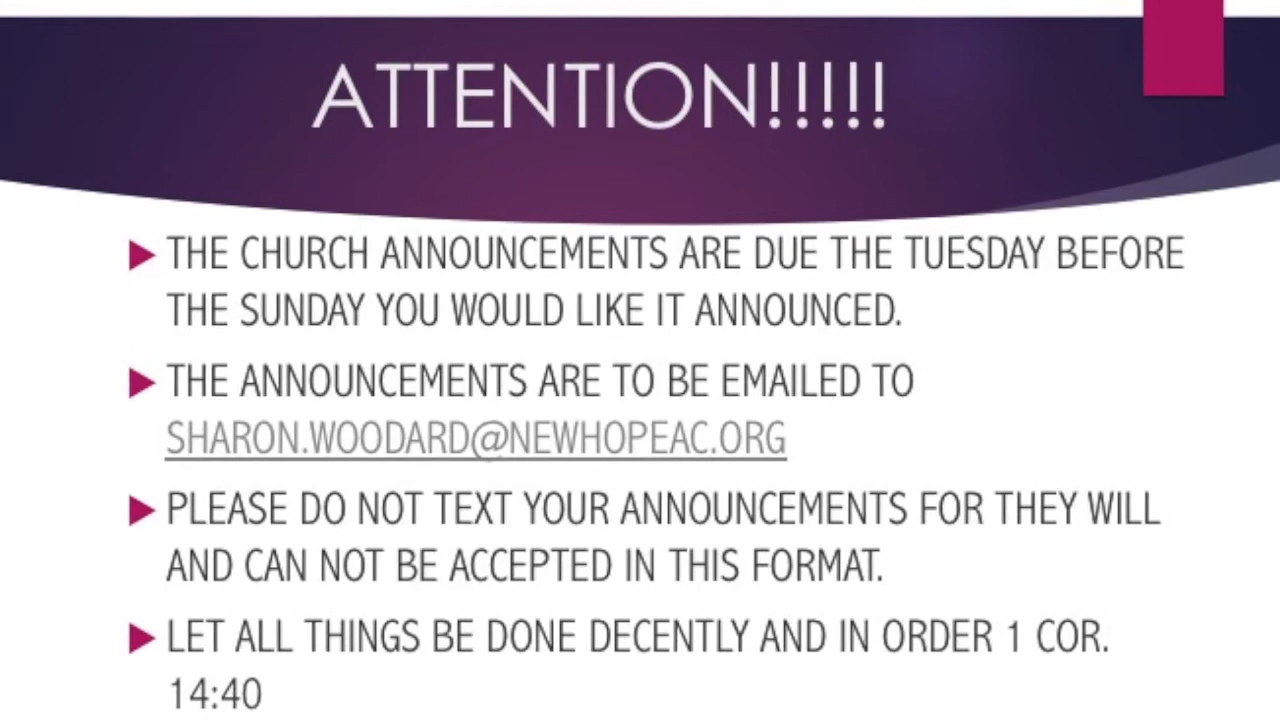 ATTENTION!!!!!
THE CHURCH ANNOUNCEMENTS ARE DUE THE TUESDAY BEFORE
THE SUNDAY YOU WOULD LIKE IT ANNOUNCED.
THE ANNOUNCEMENTS ARE TO BE EMAILED TO
SHARON.WOODARD@NEWHOPEAC.ORG
PLEASE DO NOT TEXT YOUR ANNOUNCEMENTS FOR THEY WILL
AND CAN NOT BE ACCEPTED IN THIS FORMAT.
LET ALL THINGS BE DONE DECENTLY AND IN ORDER 1 COR.
14:40